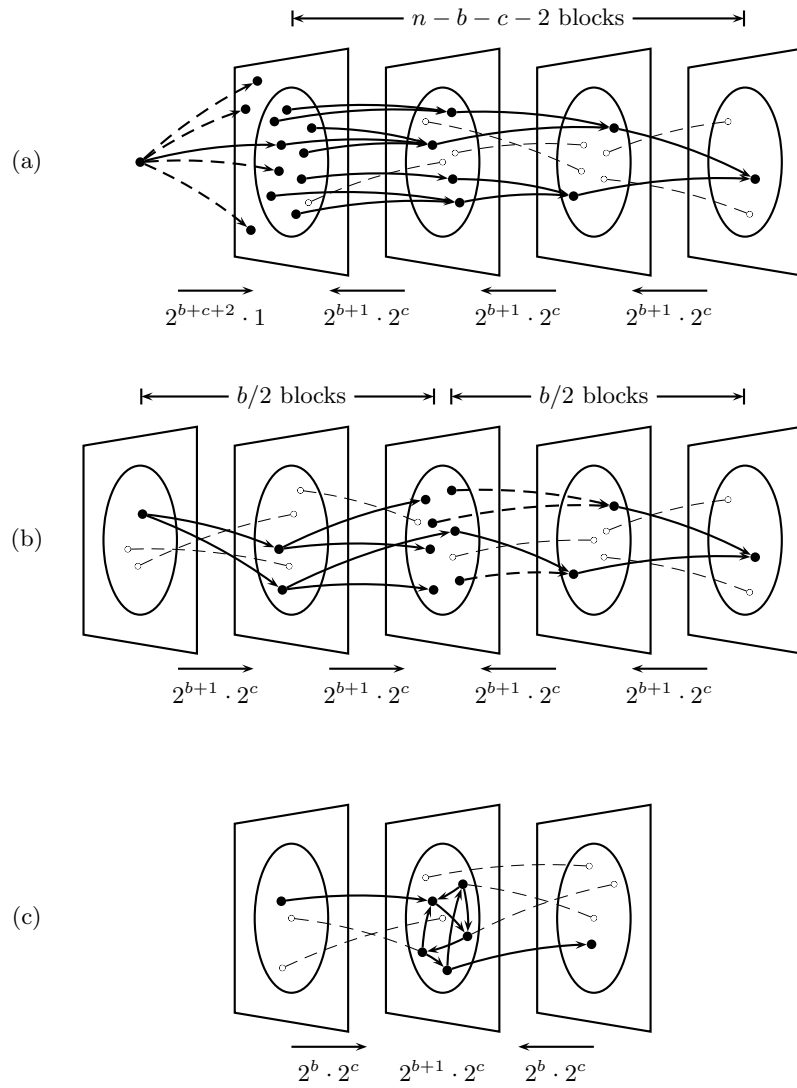 n − b − c − 2 blocks
(a)
2^{b+c+2} · 1 2^{b+1} · 2^c 2^{b+1} · 2^c 2^{b+1} · 2^c
b/2 blocks b/2 blocks
(b)
2^{b+1} · 2^c 2^{b+1} · 2^c 2^{b+1} · 2^c 2^{b+1} · 2^c
(c)
2^b · 2^c 2^{b+1} · 2^c 2^b · 2^c